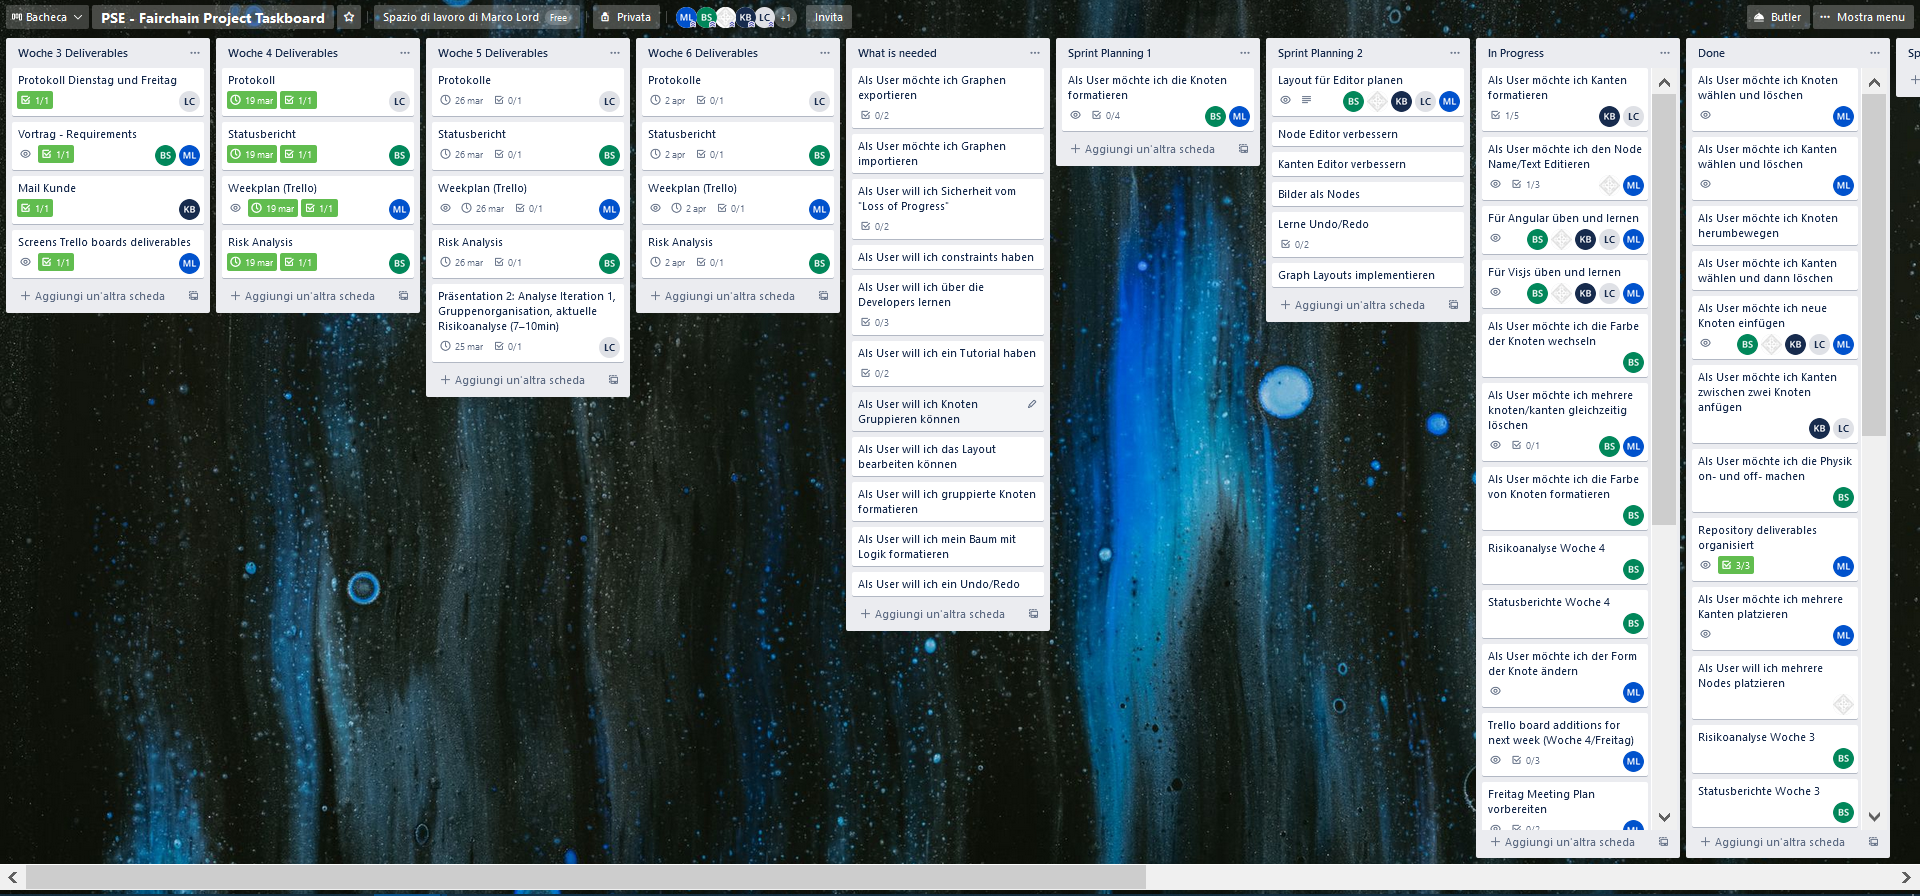 Bacheca
PSE - Fairchain Project Taskboard
Spazio di lavoro di Marco Lord Free
Privata
ML BS KB LC +1
Invita
Butler
Mostra menu
Woche 3 Deliverables
Protokoll Dienstag und Freitag
1/1
LC
Vortrag - Requirements
1/1
BS ML
Mail Kunde
1/1
KB
Screens Trello boards deliverables
1/1
ML
Aggiungi un'altra scheda
Woche 4 Deliverables
Protokoll
19 mar 1/1
LC
Statusbericht
19 mar 1/1
BS
Weekplan (Trello)
19 mar 1/1
ML
Risk Analysis
19 mar 1/1
BS
Aggiungi un'altra scheda
Woche 5 Deliverables
Protokolle
26 mar 0/1
LC
Statusbericht
26 mar 0/1
BS
Weekplan (Trello)
26 mar 0/1
ML
Risk Analysis
26 mar 0/1
BS
Präsentation 2: Analyse Iteration 1,
Gruppenorganisation, aktuelle
Risikoanalyse (7–10min)
25 mar 0/1
LC
Aggiungi un'altra scheda
Woche 6 Deliverables
Protokolle
2 apr 0/1
LC
Statusbericht
2 apr 0/1
BS
Weekplan (Trello)
2 apr 0/1
ML
Risk Analysis
2 apr 0/1
BS
Aggiungi un'altra scheda
What is needed
Als User möchte ich Graphen
exportieren
0/2
Als User möchte ich Graphen
importieren
Als User will ich Sicherheit vom
"Loss of Progress"
0/2
Als User will ich constraints haben
Als User will ich über die
Developers lernen
0/3
Als User will ich ein Tutorial haben
0/2
Als User will ich Knoten
Gruppieren können
Als User will ich das Layout
bearbeiten können
Als User will ich gruppierte Knoten
formatieren
Als User will ich mein Baum mit
Logik formatieren
Als User will ich ein Undo/Redo
Aggiungi un'altra scheda
Sprint Planning 1
Als User möchte ich die Knoten
formatieren
0/4
BS ML
Aggiungi un'altra scheda
Sprint Planning 2
Layout für Editor planen
BS KB LC ML
Node Editor verbessern
Kanten Editor verbessern
Bilder als Nodes
Lerne Undo/Redo
0/2
Graph Layouts implementieren
Aggiungi un'altra scheda
In Progress
Als User möchte ich Kanten
formatieren
1/5
KB LC
Als User möchte ich den Node
Name/Text Editieren
1/3
ML
Für Angular üben und lernen
BS KB LC ML
Für Visjs üben und lernen
BS KB LC ML
Als User möchte ich die Farbe
der Knoten wechseln
BS
Als User möchte ich mehrere
knoten/kanten gleichzeitig
löschen
0/1
BS ML
Als User möchte ich die Farbe
von Knoten formatieren
BS
Risikoanalyse Woche 4
BS
Statusberichte Woche 4
BS
Als User möchte ich der Form
der Knote ändern
ML
Trello board additions for
next week (Woche 4/Freitag)
0/3
ML
Freitag Meeting Plan
vorbereiten
0/2
ML
Aggiungi un'altra scheda
Done
Als User möchte ich Knoten
wählen und löschen
ML
Als User möchte ich Kanten
wählen und löschen
ML
Als User möchte ich Knoten
herumbewegen
Als User möchte ich Kanten
wählen und dann löschen
Als User möchte ich neue
Knoten einfügen
BS KB LC ML
Als User möchte ich Kanten
zwischen zwei Knoten
anfügen
KB LC
Als User möchte ich die Physik
on- und off- machen
BS
Repository deliverables
organisiert
3/3
ML
Als User möchte ich mehrere
Kanten platzieren
ML
Als User will ich mehrere
Nodes platzieren
Risikoanalyse Woche 3
BS
Statusberichte Woche 3
BS
Aggiungi un'altra scheda
Sp